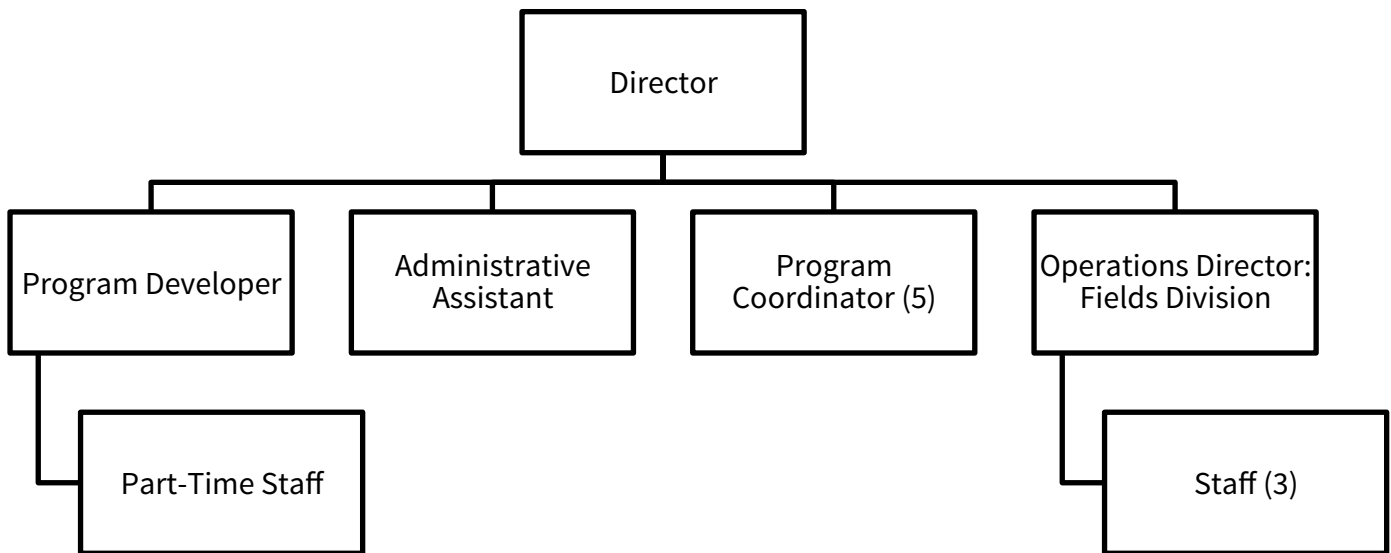 Director
Program Developer
Administrative
Assistant
Program
Coordinator (5)
Operations Director:
Fields Division
Part-Time Staff
Staff (3)